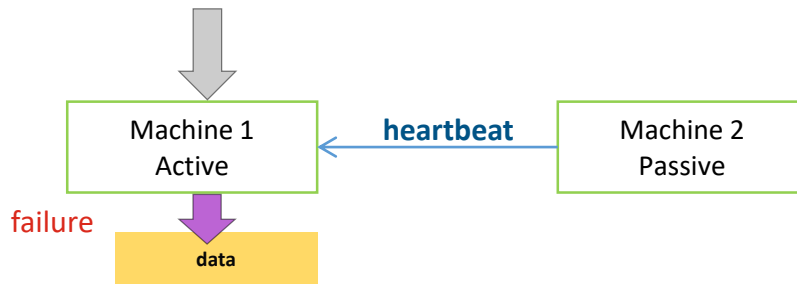 Machine 1
Active
heartbeat
Machine 2
Passive
failure
data